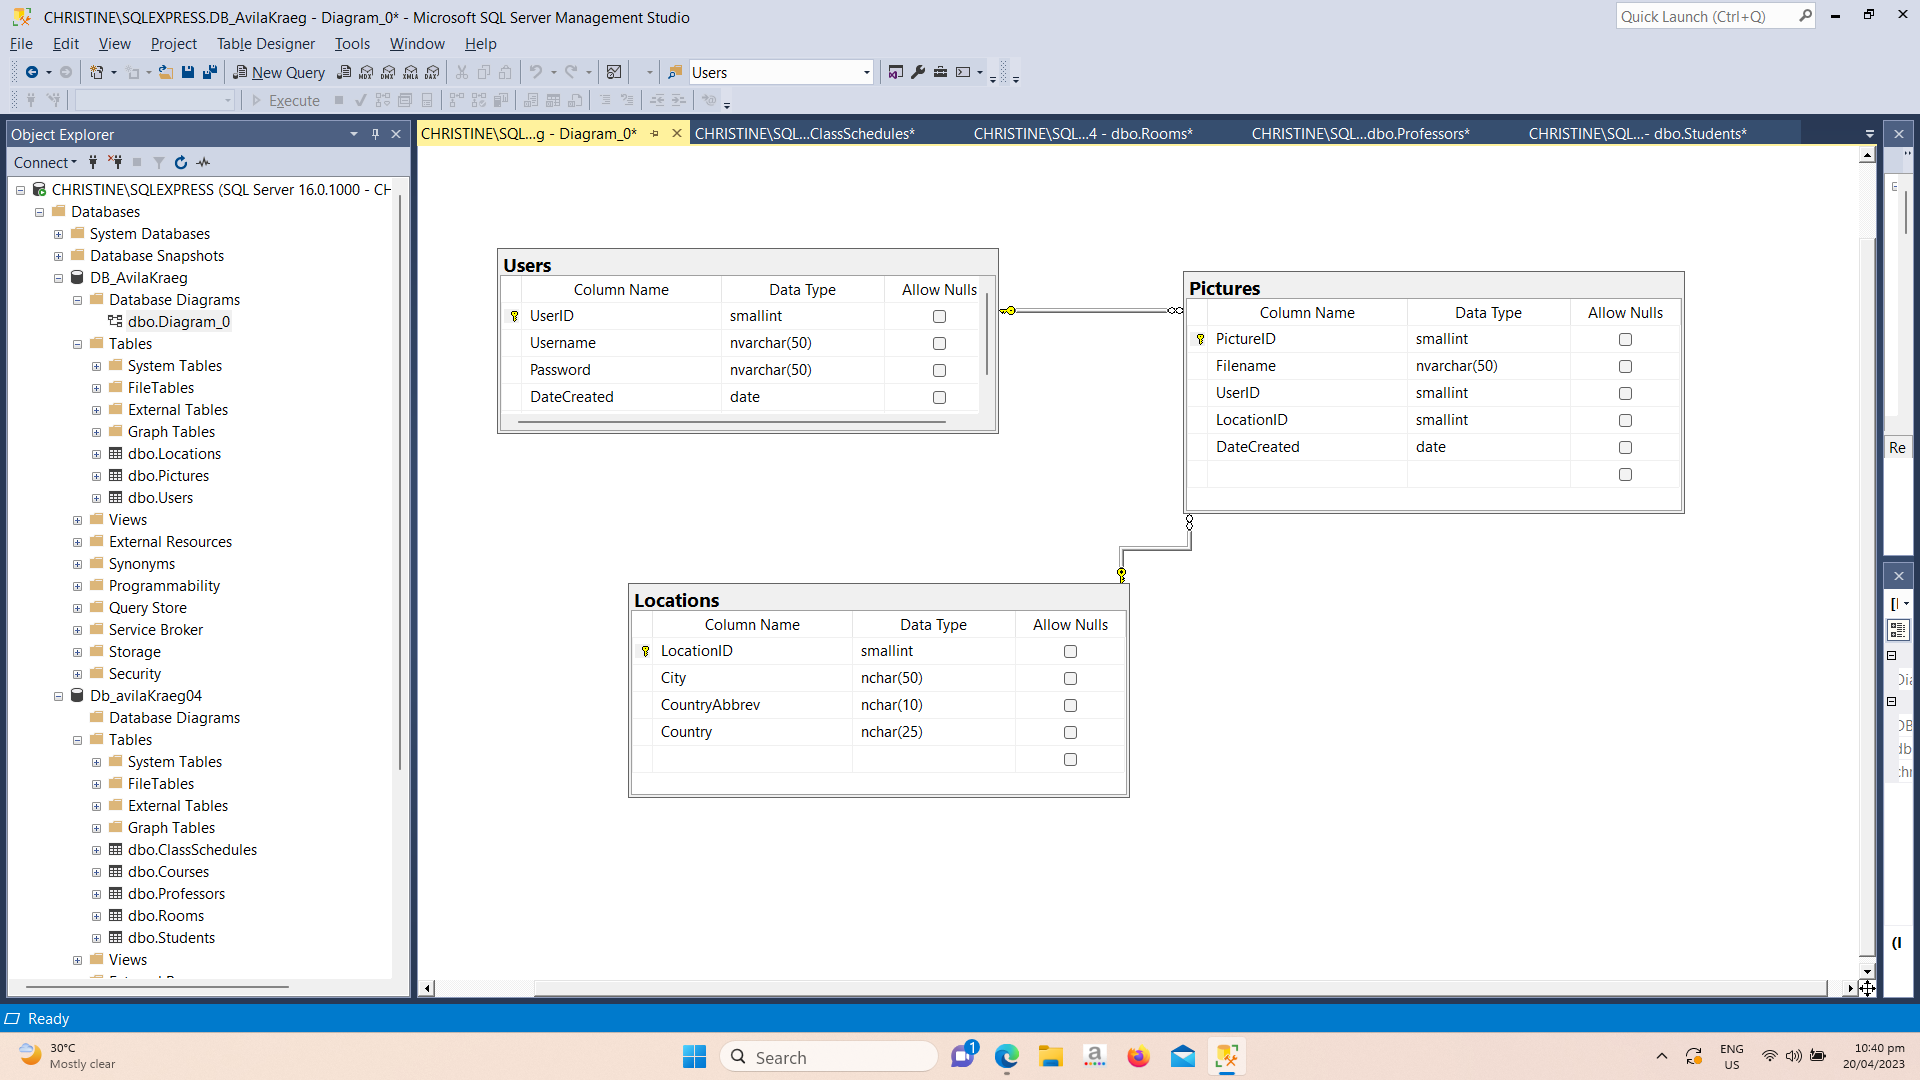 CHRISTINE\SQLEXPRESS.DB_AvilaKraeg - Diagram_0* - Microsoft SQL Server Management Studio
Quick Launch (Ctrl+Q)
File Edit View Project Table Designer Tools Window Help
New Query MDX DMX XMLA DAX Users
Execute
Object Explorer
CHRISTINE\SQL...g - Diagram_0* CHRISTINE\SQL...ClassSchedules* CHRISTINE\SQL...4 - dbo.Rooms* CHRISTINE\SQL...dbo.Professors* CHRISTINE\SQL...- dbo.Students*
Connect
CHRISTINE\SQLEXPRESS (SQL Server 16.0.1000 - CH
Databases
System Databases
Database Snapshots
DB_AvilaKraeg
Database Diagrams
dbo.Diagram_0
Tables
System Tables
FileTables
External Tables
Graph Tables
dbo.Locations
dbo.Pictures
dbo.Users
Views
External Resources
Synonyms
Programmability
Query Store
Service Broker
Storage
Security
Db_avilaKraeg04
Database Diagrams
Tables
System Tables
FileTables
External Tables
Graph Tables
dbo.ClassSchedules
dbo.Courses
dbo.Professors
dbo.Rooms
dbo.Students
Views
Users
Column Name Data Type Allow Nulls
UserID smallint
Username nvarchar(50)
Password nvarchar(50)
DateCreated date
Pictures
Column Name Data Type Allow Nulls
PictureID smallint
Filename nvarchar(50)
UserID smallint
LocationID smallint
DateCreated date
Locations
Column Name Data Type Allow Nulls
LocationID smallint
City nchar(50)
CountryAbbrev nchar(10)
Country nchar(25)
Re
Ready
30°C
Mostly clear
Search
1
ENG
US
10:40 pm
20/04/2023